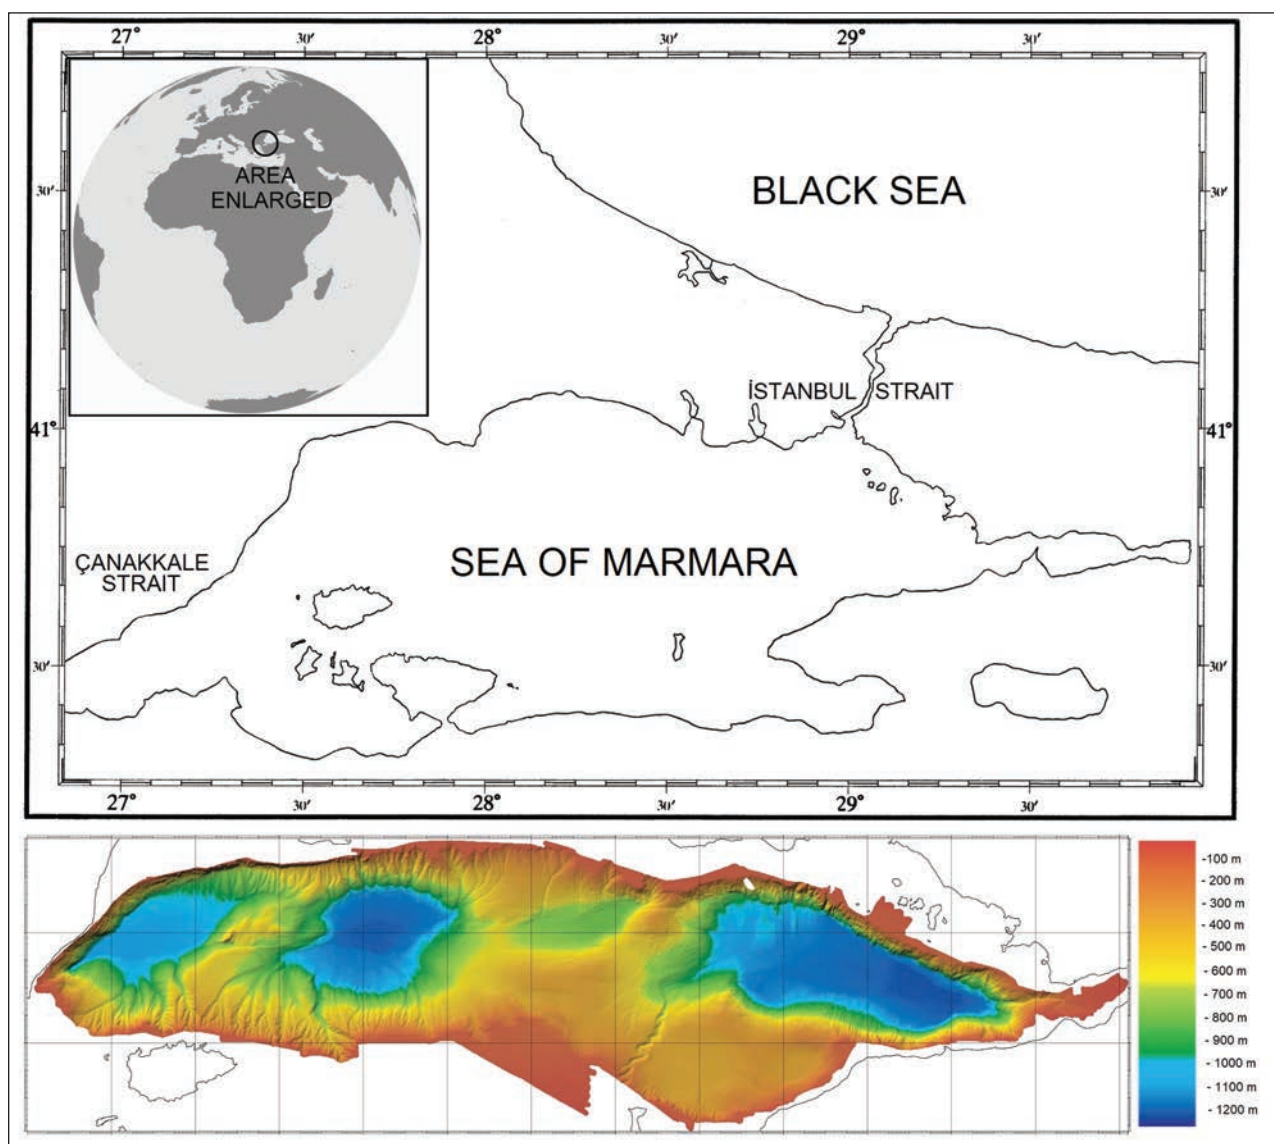 27° 30′ 28° 30′ 29° 30′
AREA
ENLARGED
BLACK SEA
30′ 30′
İSTANBUL STRAIT
41° 41°
ÇANAKKALE
STRAIT
SEA OF MARMARA
30′ 30′
27° 30′ 28° 30′ 29° 30′
- 100 m
- 200 m
- 300 m
- 400 m
- 500 m
- 600 m
- 700 m
- 800 m
- 900 m
- 1000 m
- 1100 m
- 1200 m